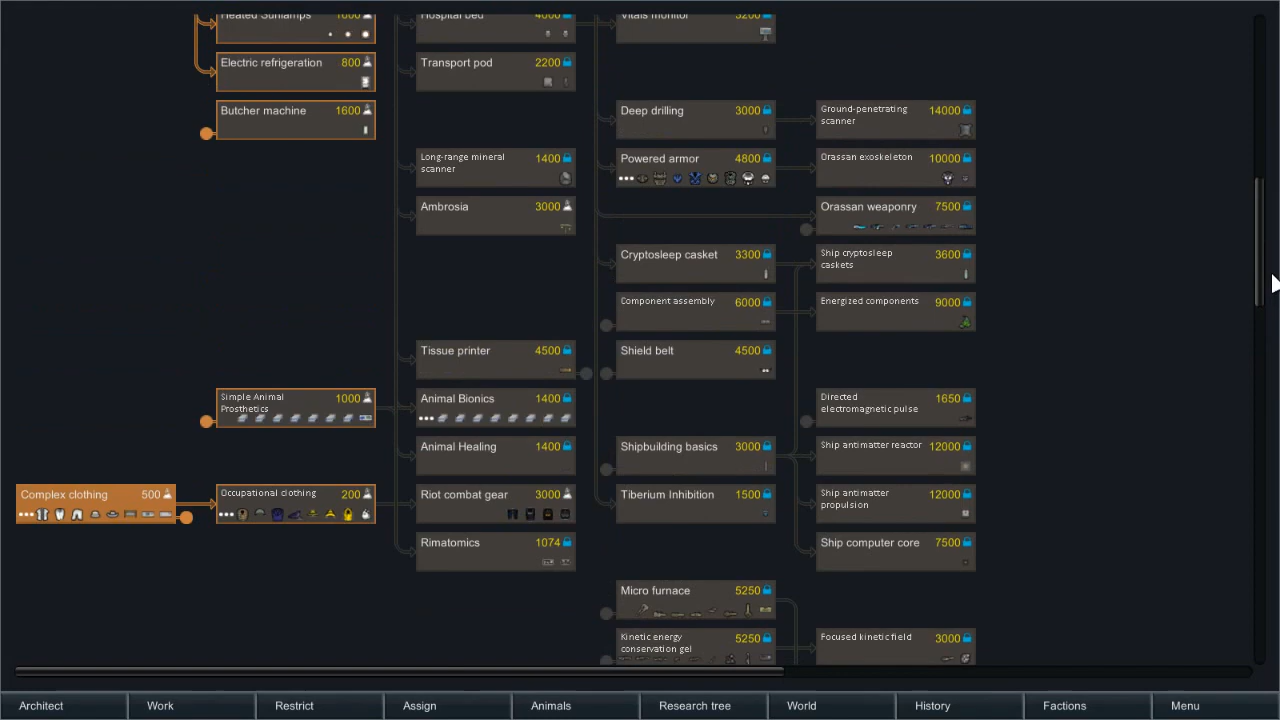 Heated Sunlamps 1600
Hospital bed 4000
Vitals monitor 3200
Electric refrigeration 800
Transport pod 2200
Butcher machine 1600
Deep drilling 3000
Ground-penetrating
scanner 14000
Long-range mineral
scanner 1400
Powered armor 4800
Orassan exoskeleton 10000
Ambrosia 3000
Orassan weaponry 7500
Cryptosleep casket 3300
Ship cryptosleep
caskets 3600
Component assembly 6000
Energized components 9000
Tissue printer 4500
Shield belt 4500
Simple Animal
Prosthetics 1000
Animal Bionics 1400
Directed
electromagnetic pulse 1650
Animal Healing 1400
Shipbuilding basics 3000
Ship antimatter reactor 12000
Complex clothing 500
Occupational clothing 200
Riot combat gear 3000
Tiberium Inhibition 1500
Ship antimatter
propulsion 12000
Rimatomics 1074
Ship computer core 7500
Micro furnace 5250
Kinetic energy
conservation gel 5250
Focused kinetic field 3000
Architect
Work
Restrict
Assign
Animals
Research tree
World
History
Factions
Menu